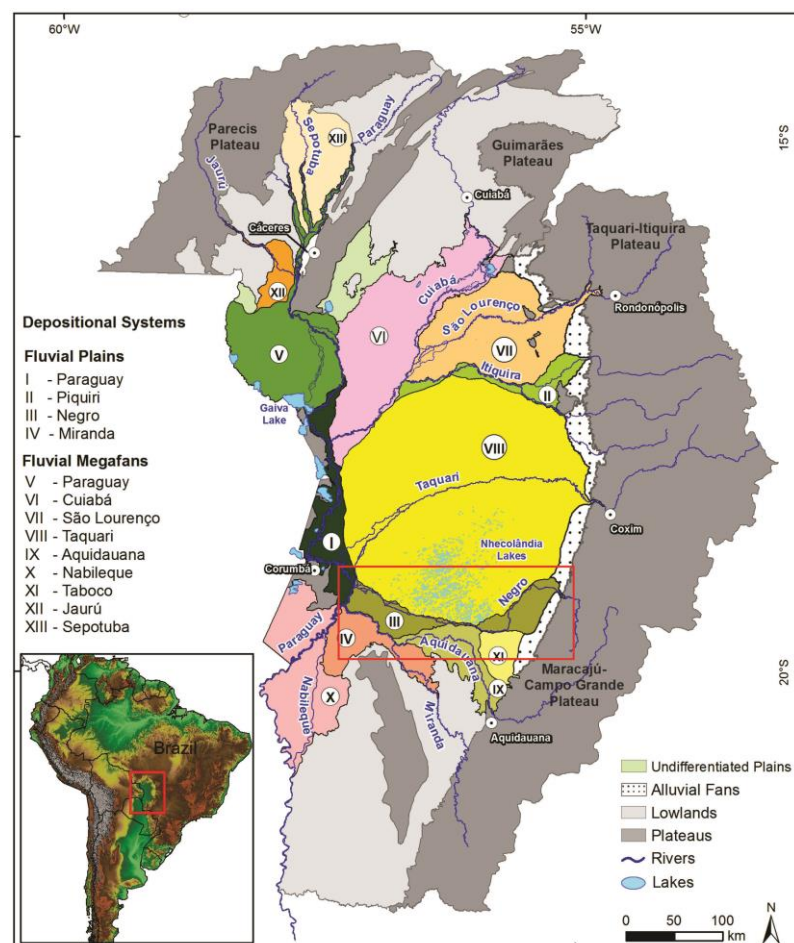 60°W
55°W
15°S
20°S
Parecis
Plateau
Sepotuba
XIII
Paraguay
Jaurú
Guimarães
Plateau
Cuiabá
Taquari-Itiquira
Plateau
Cáceres
XII
Cuiabá
São Lourenço
Rondonópolis
VI
VII
V
Itiquira
II
Gaiva
Lake
VIII
Taquari
Coxim
I
Nhecolândia
Lakes
Corumbá
Negro
III
Paraguay
IV
Aquidauana
XI
Maracajú-
Campo Grande
Plateau
IX
X
Nabileque
Miranda
Aquidauana
Depositional Systems
Fluvial Plains
I - Paraguay
II - Piquiri
III - Negro
IV - Miranda
Fluvial Megafans
V - Paraguay
VI - Cuiabá
VII - São Lourenço
VIII - Taquari
IX - Aquidauana
X - Nabileque
XI - Taboco
XII - Jaurú
XIII - Sepotuba
Brazil
Undifferentiated Plains
Alluvial Fans
Lowlands
Plateaus
Rivers
Lakes
0 50 100
km
N